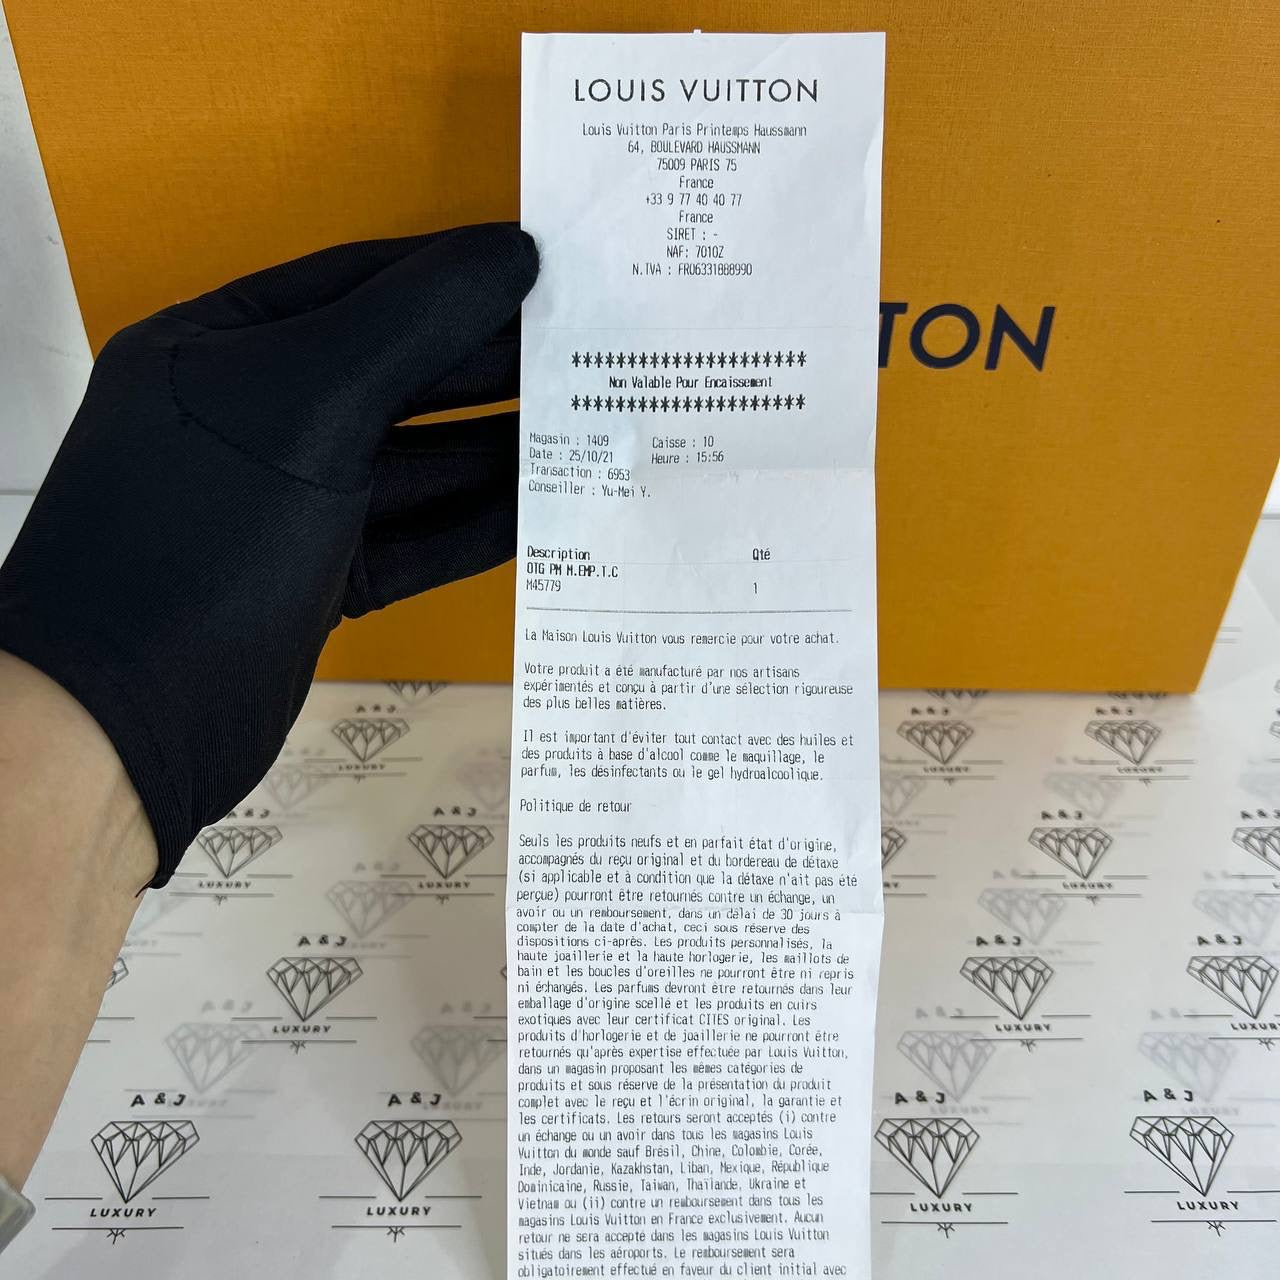 LOUIS VUITTON
Louis Vuitton Paris Printemps Haussmann
64, BOULEVARD HAUSSMANN
75009 PARIS 75
France
+33 9 77 40 40 77
France
SIRET : -
NAF: 7010Z
N.TVA : FR06331888990
*********************
Non Valable Pour Encaissement
*********************
Magasin : 1409 Caisse : 10
Date : 25/10/21 Heure : 15:56
Transaction : 6953
Conseiller : Yu-Mei Y.
Description Qté
OTG PM M.EMP.T.C
M45779 1
La Maison Louis Vuitton vous remercie pour votre achat.
Votre produit a été manufacturé par nos artisans
expérimentés et conçu à partir d'une sélection rigoureuse
des plus belles matières.
Il est important d'éviter tout contact avec des huiles et
des produits à base d'alcool comme le maquillage, le
parfum, les désinfectants ou le gel hydroalcoolique.
Politique de retour
Seuls les produits neufs et en parfait état d'origine,
accompagnés du reçu original et du bordereau de détaxe
(si applicable et à condition que la détaxe n'ait pas été
perçue) pourront être retournés contre un échange, un
avoir ou un remboursement, dans un délai de 30 jours à
compter de la date d'achat, ceci sous réserve des
dispositions ci-après. Les produits personnalisés, la
haute joaillerie et la haute horlogerie, les maillots de
bain et les boucles d'oreilles ne pourront être ni repris
ni échangés. Les parfums devront être retournés dans leur
emballage d'origine scellé et les produits en cuirs
exotiques avec leur certificat CITES original. Les
produits d'horlogerie et de joaillerie ne pourront être
retournés qu'après expertise effectuée par Louis Vuitton,
dans un magasin proposant les mêmes catégories de
produits et sous réserve de la présentation du produit
complet avec le reçu et l'écrin original, la garantie et
les certificats. Les retours seront acceptés (i) contre
un échange ou un avoir dans tous les magasins Louis
Vuitton du monde sauf Brésil, Chine, Colombie, Corée,
Inde, Jordanie, Kazakhstan, Liban, Mexique, République
Dominicaine, Russie, Taiwan, Thaïlande, Ukraine et
Vietnam ou (ii) contre un remboursement dans tous les
magasins Louis Vuitton en France exclusivement. Aucun
retour ne sera accepté dans les magasins Louis Vuitton
situés dans les aéroports. Le remboursement sera
obligatoirement effectué en faveur du client initial avec
TON
A & J
LUXURY
A & J
LUXURY
A & J
LUXURY
A & J
LUXURY
A & J
LUXURY
A & J
LUXURY